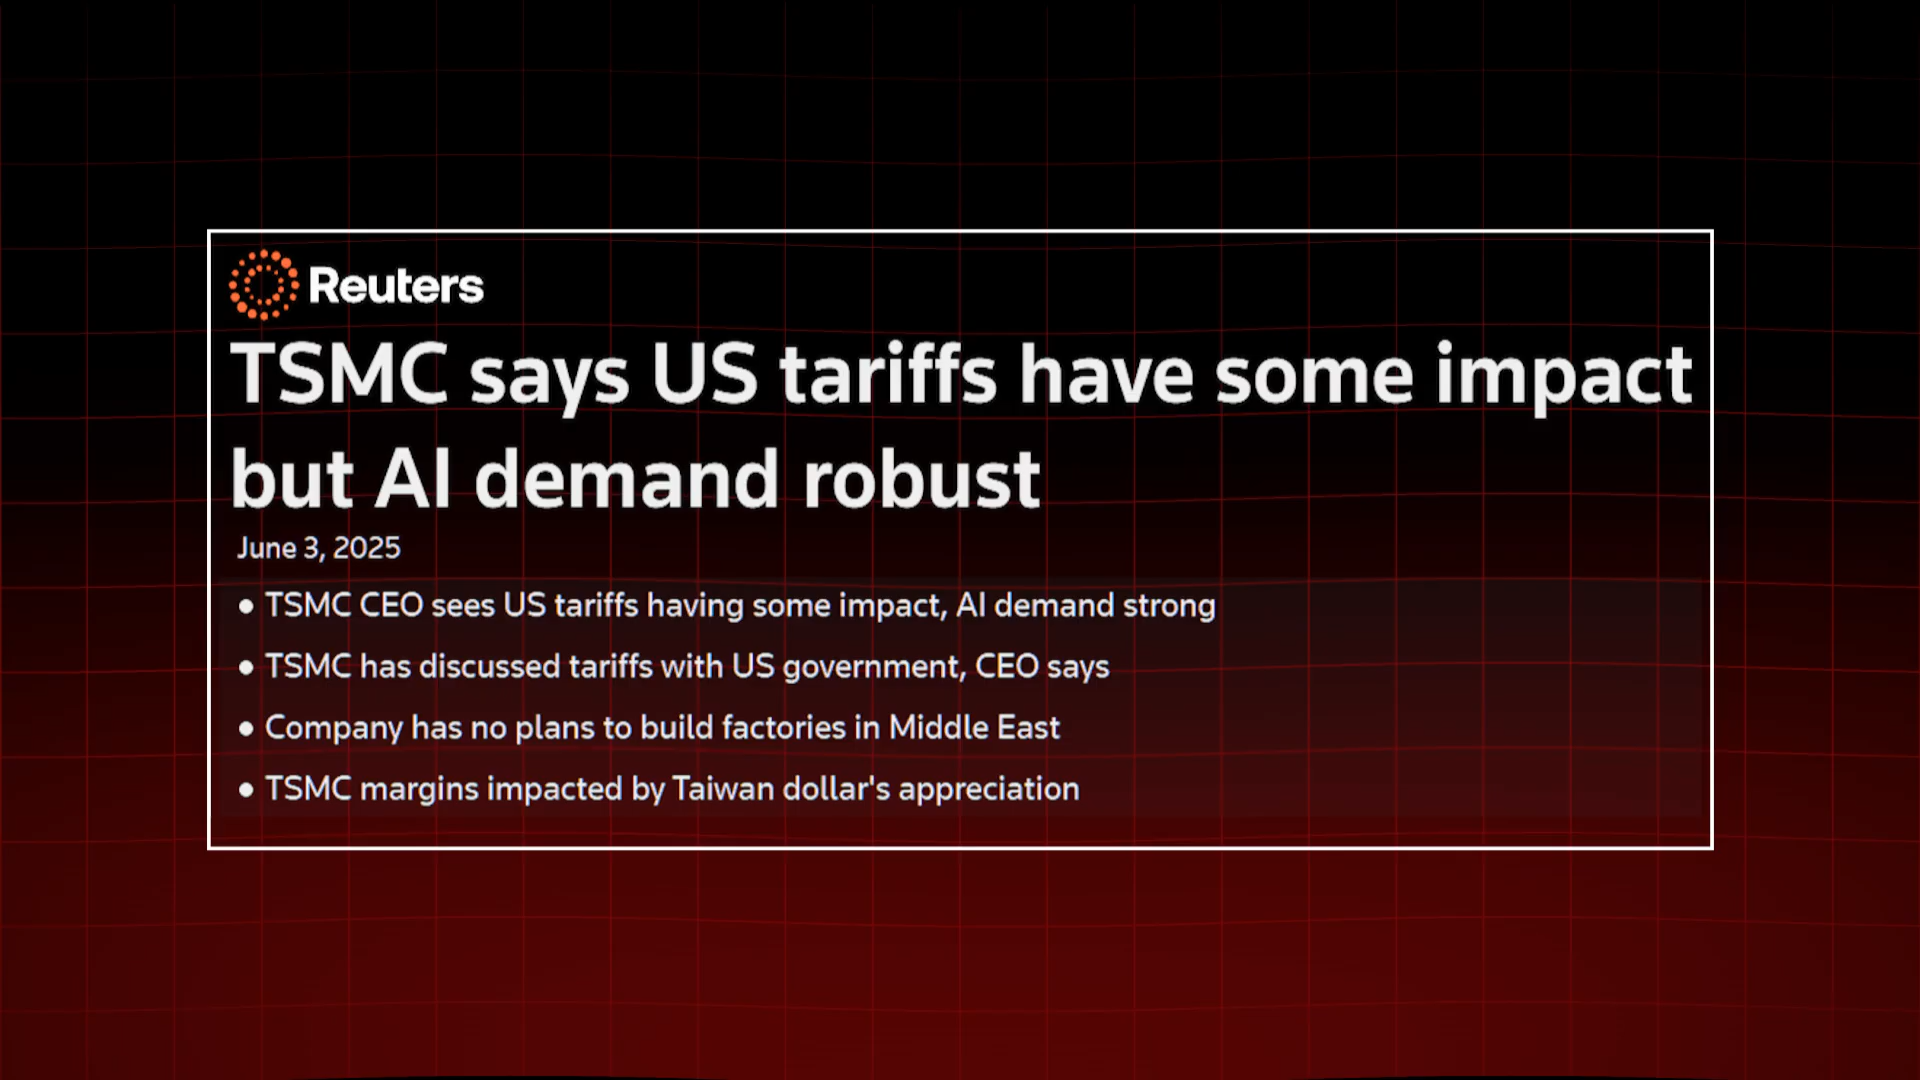 Reuters
TSMC says US tariffs have some impact
but AI demand robust
June 3, 2025
• TSMC CEO sees US tariffs having some impact, AI demand strong
• TSMC has discussed tariffs with US government, CEO says
• Company has no plans to build factories in Middle East
• TSMC margins impacted by Taiwan dollar's appreciation